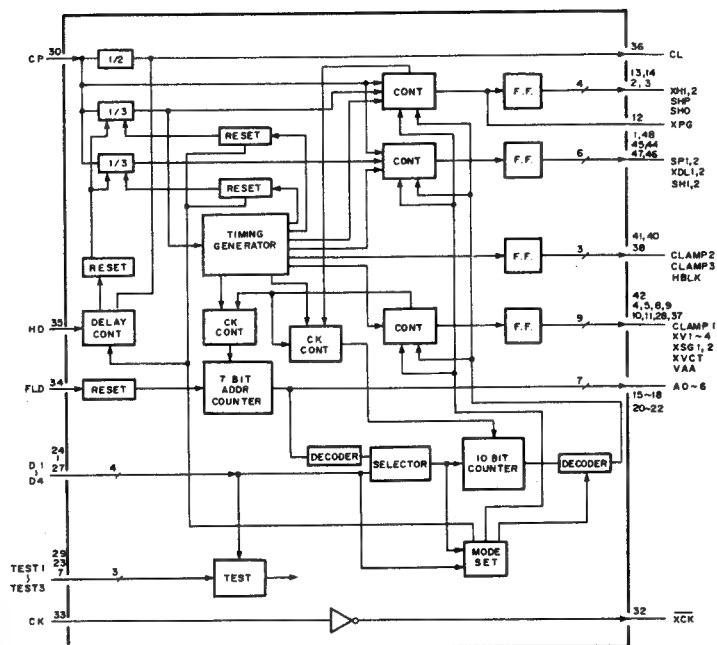 30
CP
1/2
36
CL
13,14
2,3
4
XH1,2
SHP
SHD
CONT
F.F.
1/3
12
XPG
RESET
1,48
45,44
47,46
1/3
CONT
F.F.
6
SP1,2
XDL1,2
SH1,2
RESET
TIMING
GENERATOR
41,40
38
F.F.
3
CLAMP2
CLAMP3
HBLK
RESET
42
4,5,8,9
10,11,28,37
35
HD
DELAY
CONT
CK
CONT
CK
CONT
CONT
F.F.
9
CLAMP1
XV1~4
XSG1,2
XVCT
VAA
34
FLD
RESET
7 BIT
ADDR
COUNTER
7
A0~6
15~18
20~22
24
27
D1
D4
4
DECODER
SELECTOR
10 BIT
COUNTER
DECODER
MODE
SET
29
23
7
TEST1
TEST3
3
TEST
33
CK
32
XCK